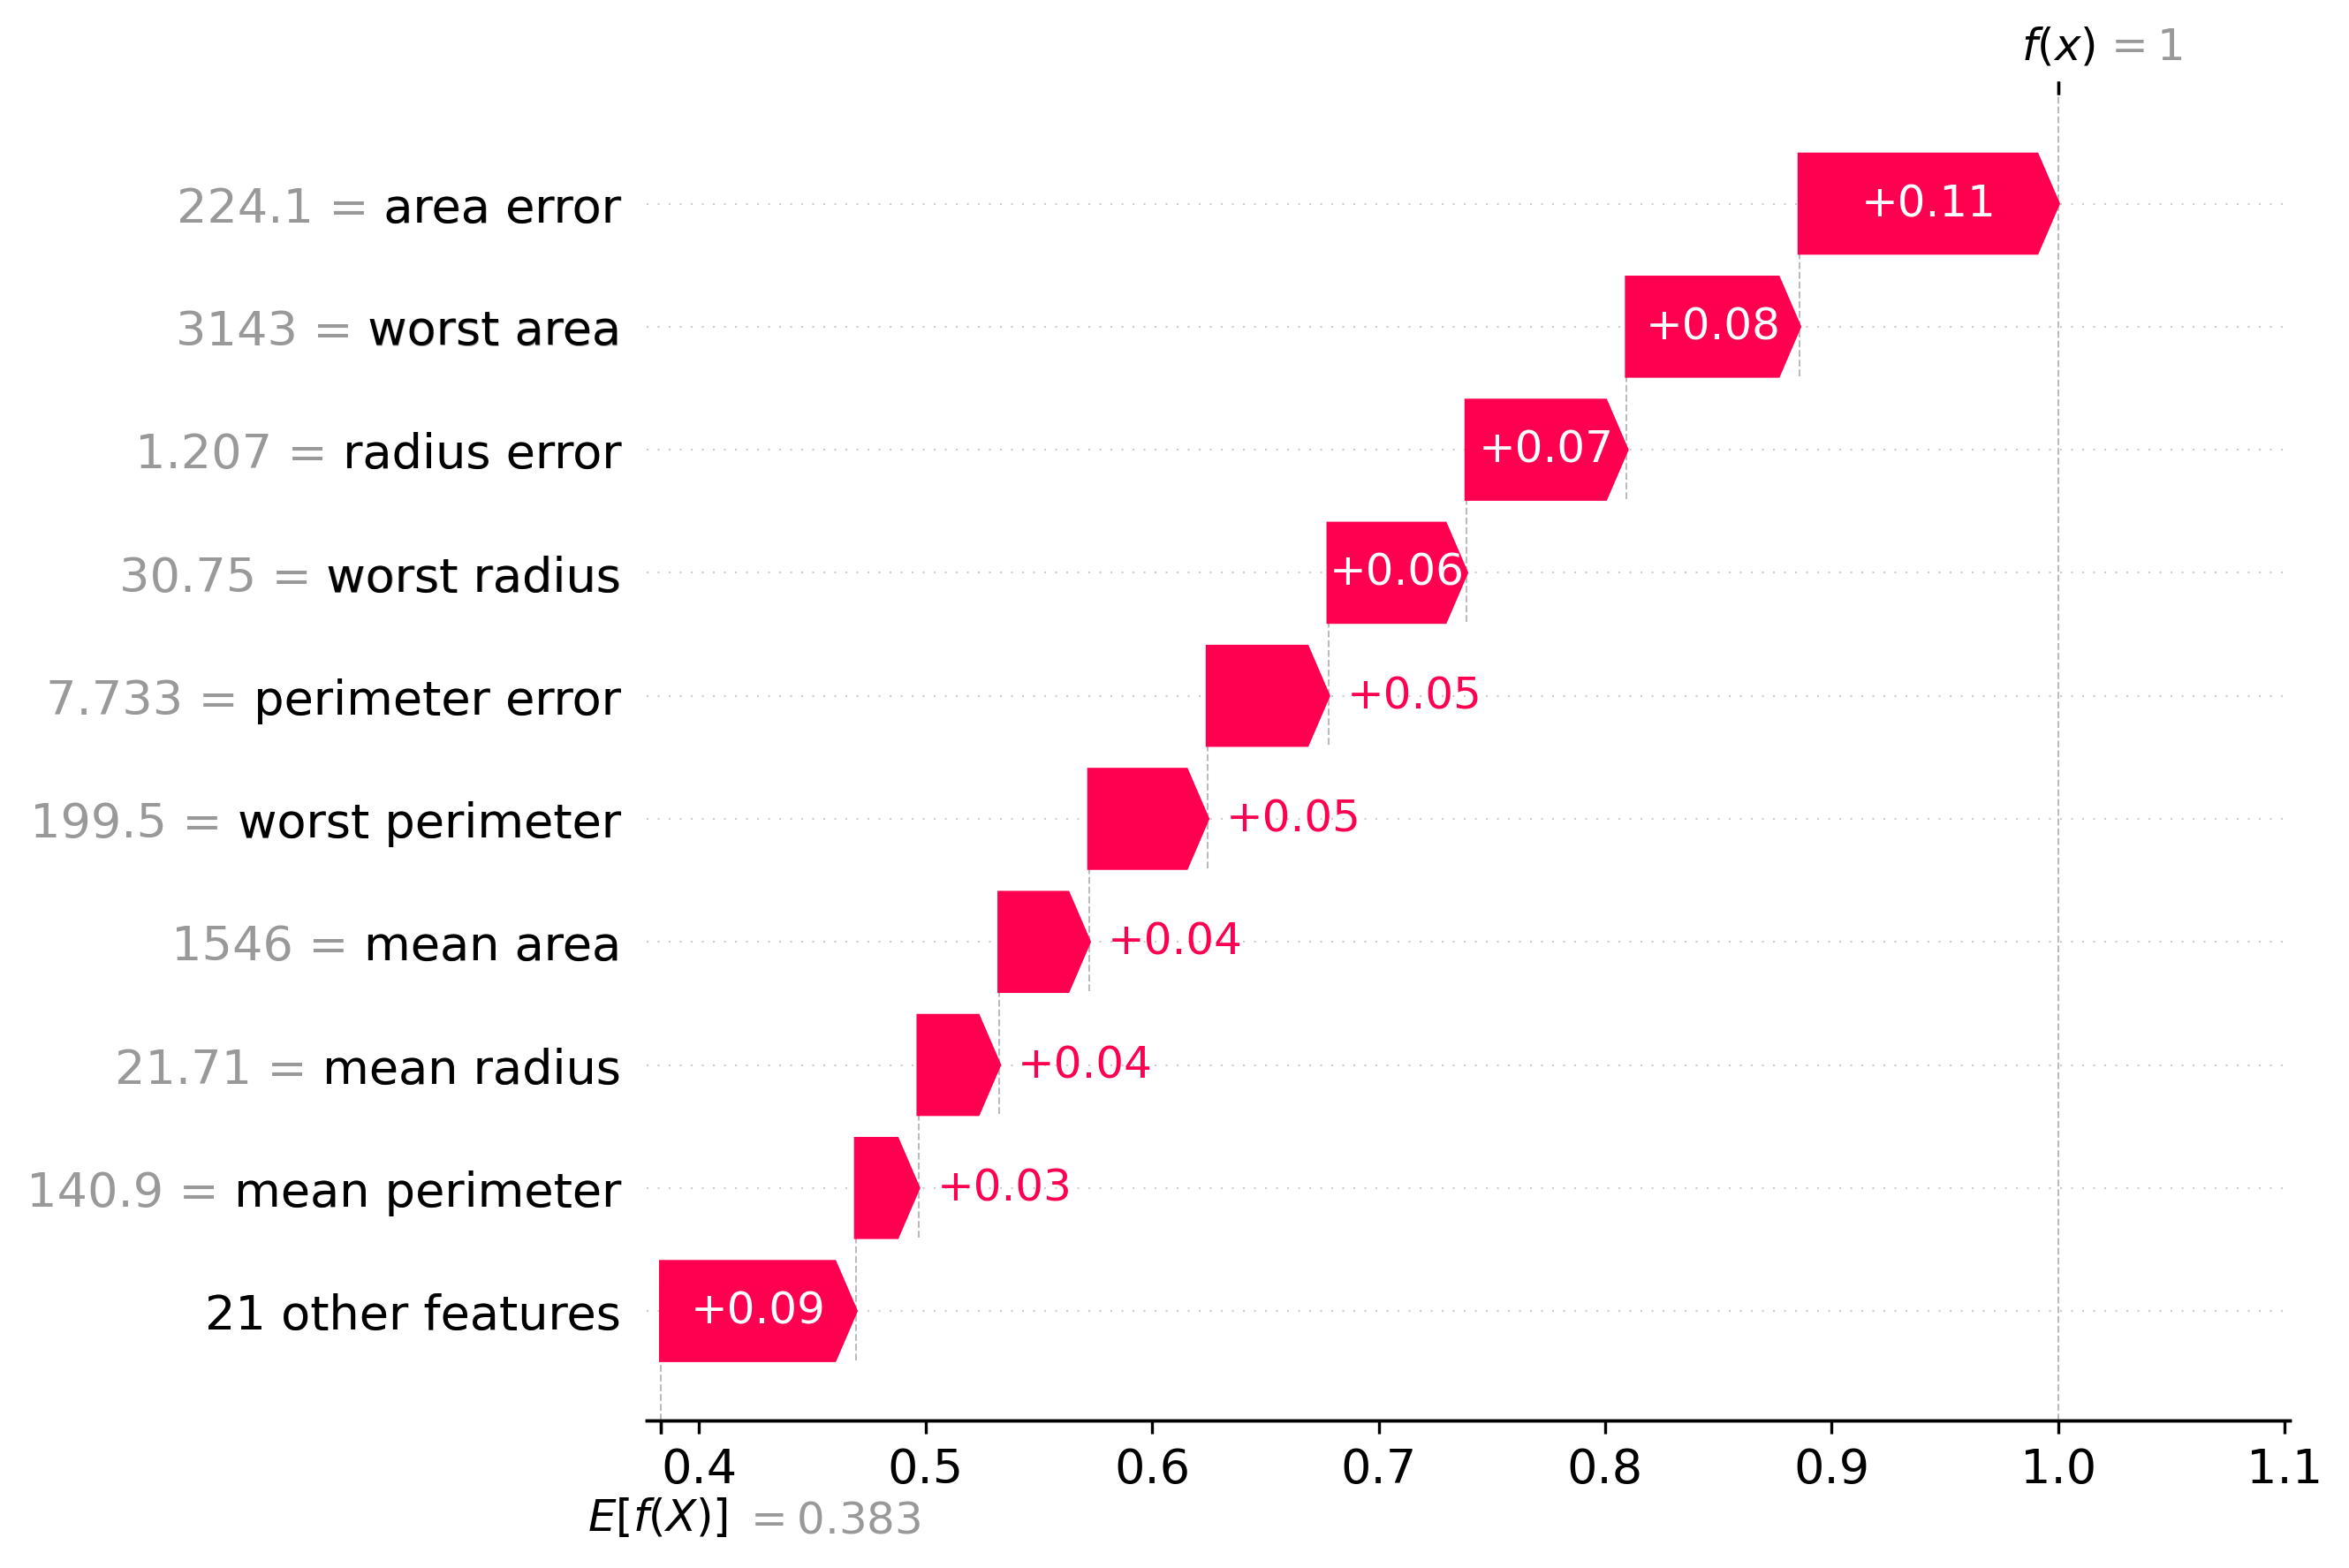 f(x) = 1
224.1 = area error +0.11
3143 = worst area +0.08
1.207 = radius error +0.07
30.75 = worst radius +0.06
7.733 = perimeter error +0.05
199.5 = worst perimeter +0.05
1546 = mean area +0.04
21.71 = mean radius +0.04
140.9 = mean perimeter +0.03
21 other features +0.09
0.4 0.5 0.6 0.7 0.8 0.9 1.0 1.1
E[f(X)] = 0.383